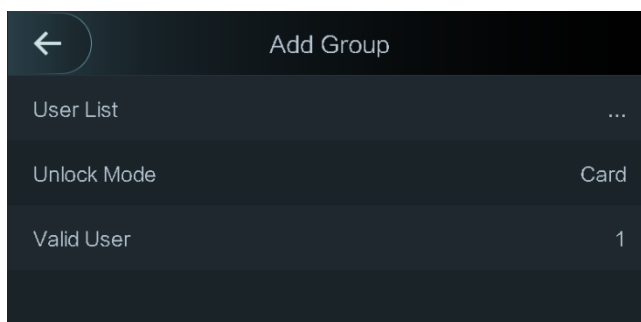 Add Group
User List ...
Unlock Mode Card
Valid User 1